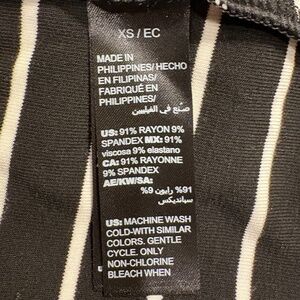 XS / EC
MADE IN
PHILIPPINES/ HECHO
EN FILIPINAS/
FABRIQUÉ EN
PHILIPPINES/
صنع في الفلبين
US: 91% RAYON 9%
SPANDEX MX: 91%
viscosa 9% elastano
CA: 91% RAYONNE
9% SPANDEX
AE/KW/SA:
91% رايون 9%
سباندیکس
US: MACHINE WASH
COLD-WITH SIMILAR
COLORS. GENTLE
CYCLE. ONLY
NON-CHLORINE
BLEACH WHEN